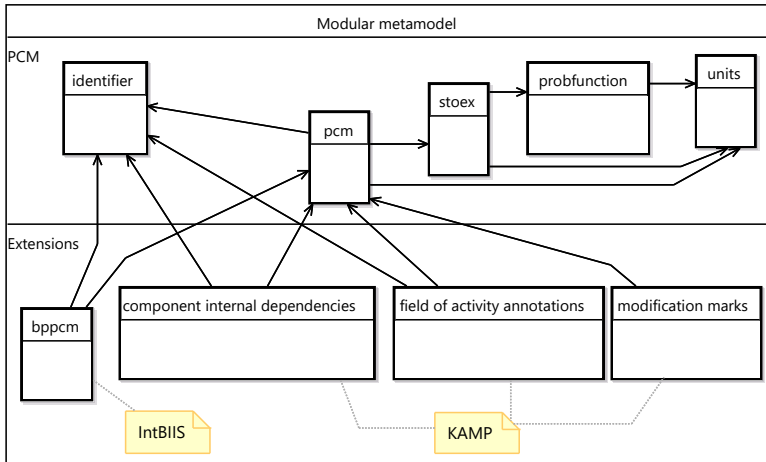 Modular metamodel
PCM
identifier
pcm
stoex
probfunction
units
Extensions
bppcm
component internal dependencies
field of activity annotations
modification marks
IntBIIS
KAMP